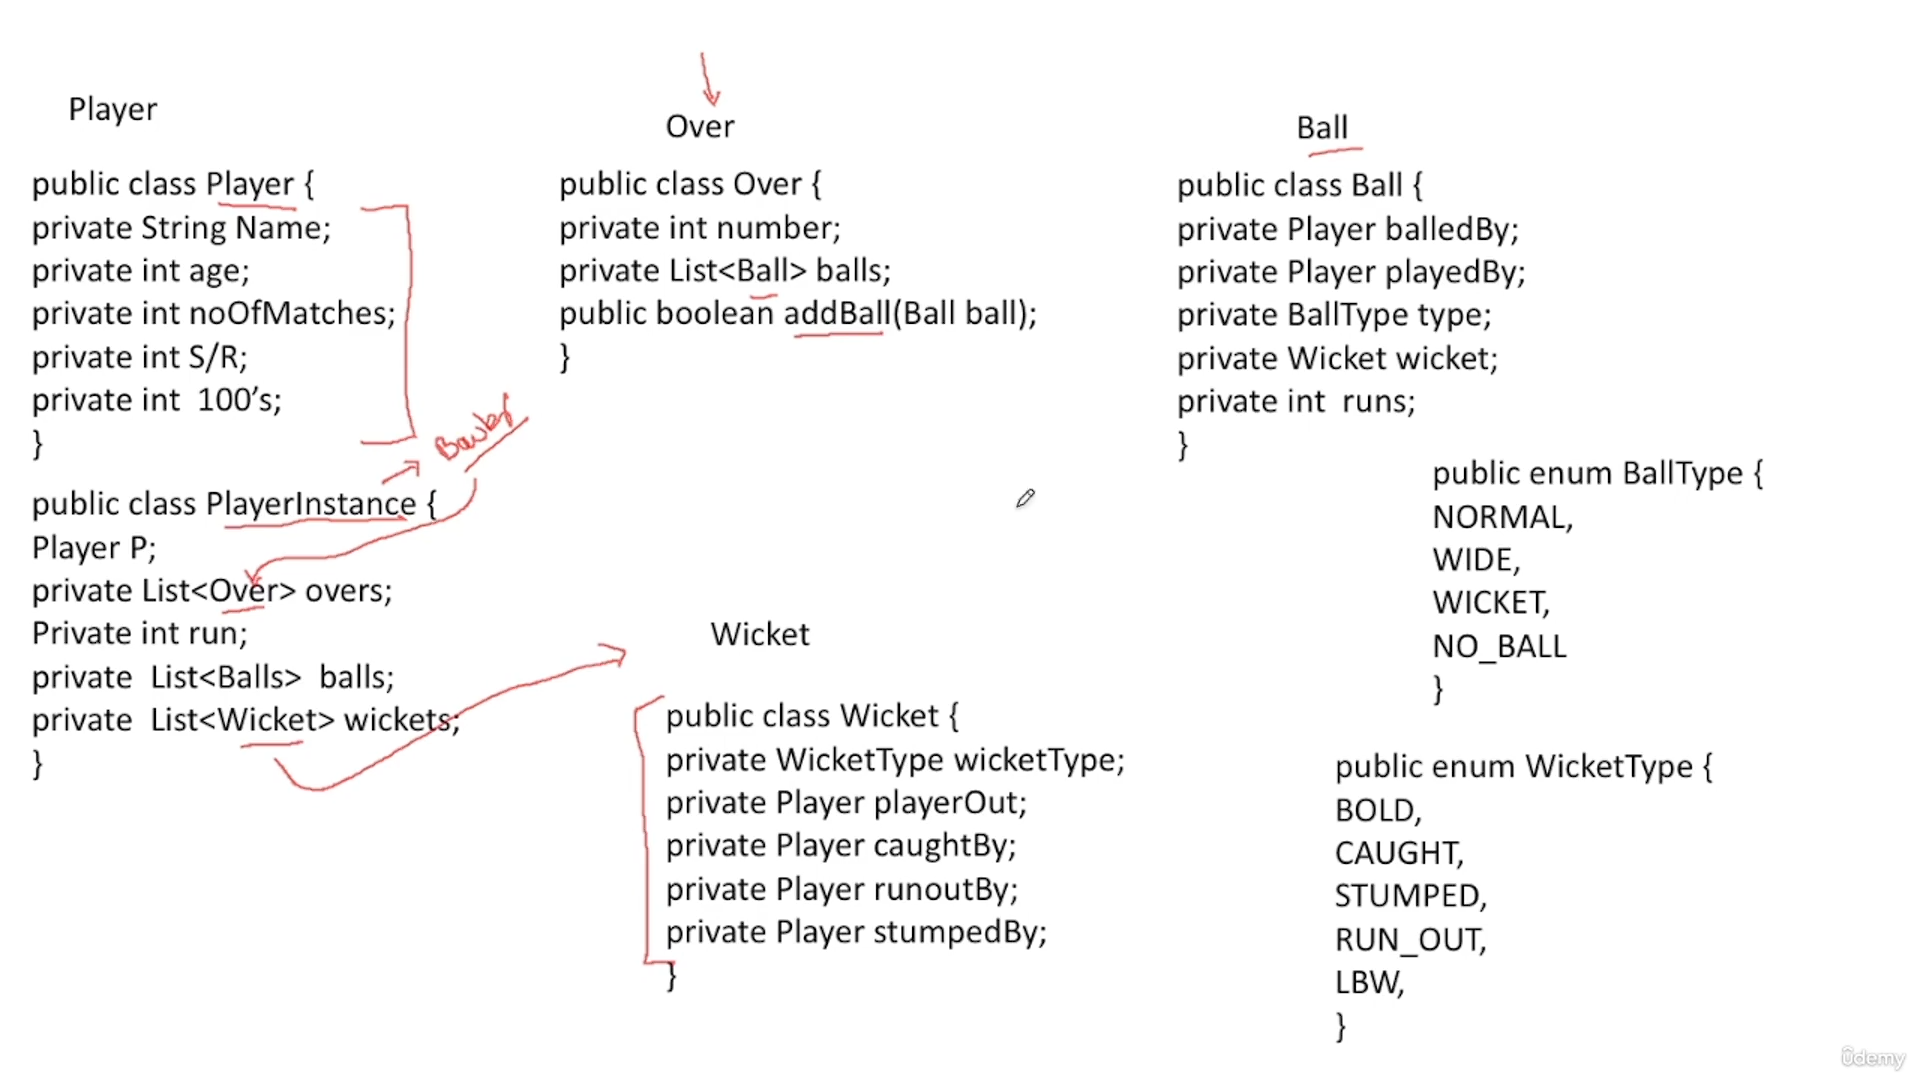 Player
public class Player {
private String Name;
private int age;
private int noOfMatches;
private int S/R;
private int  100’s;
}
public class PlayerInstance {
Player P;
private List<Over> overs;
Private int run;
private  List<Balls>  balls;
private  List<Wicket> wickets;
}
Over
public class Over {
private int number;
private List<Ball> balls;
public boolean addBall(Ball ball);
}
Wicket
public class Wicket {
private WicketType wicketType;
private Player playerOut;
private Player caughtBy;
private Player runoutBy;
private Player stumpedBy;
}
Ball
public class Ball {
private Player balledBy;
private Player playedBy;
private BallType type;
private Wicket wicket;
private int  runs;
}
public enum BallType {
NORMAL,
WIDE,
WICKET,
NO_BALL
}
public enum WicketType {
BOLD,
CAUGHT,
STUMPED,
RUN_OUT,
LBW,
}
ûdemy